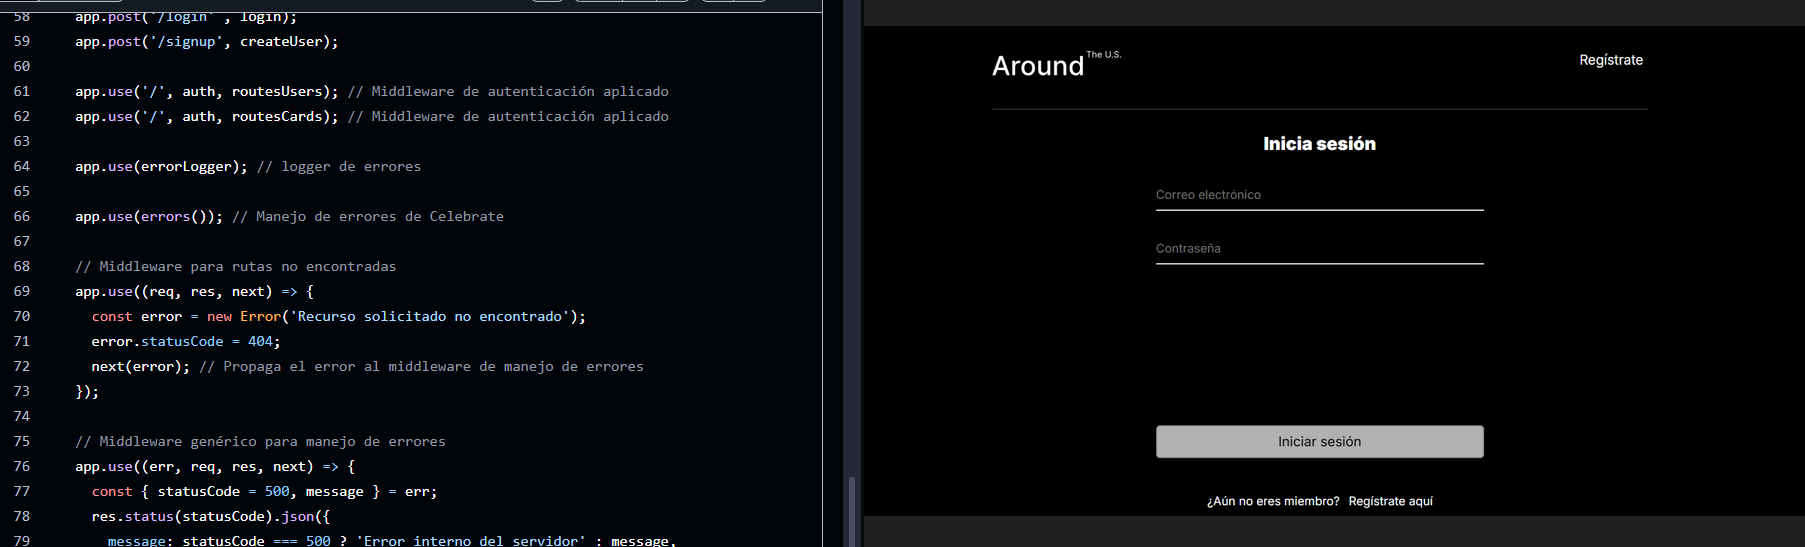 58 app.post('/login' , login);
59 app.post('/signup', createUser);
60
61 app.use('/', auth, routesUsers); // Middleware de autenticación aplicado
62 app.use('/', auth, routesCards); // Middleware de autenticación aplicado
63
64 app.use(errorLogger); // logger de errores
65
66 app.use(errors()); // Manejo de errores de Celebrate
67
68 // Middleware para rutas no encontradas
69 app.use((req, res, next) => {
70 const error = new Error('Recurso solicitado no encontrado');
71 error.statusCode = 404;
72 next(error); // Propaga el error al middleware de manejo de errores
73 });
74
75 // Middleware genérico para manejo de errores
76 app.use((err, req, res, next) => {
77 const { statusCode = 500, message } = err;
78 res.status(statusCode).json({
79 message: statusCode === 500 ? 'Error interno del servidor' : message,
Around The U.S.
Regístrate
Inicia sesión
Correo electrónico
Contraseña
Iniciar sesión
¿Aún no eres miembro? Regístrate aquí